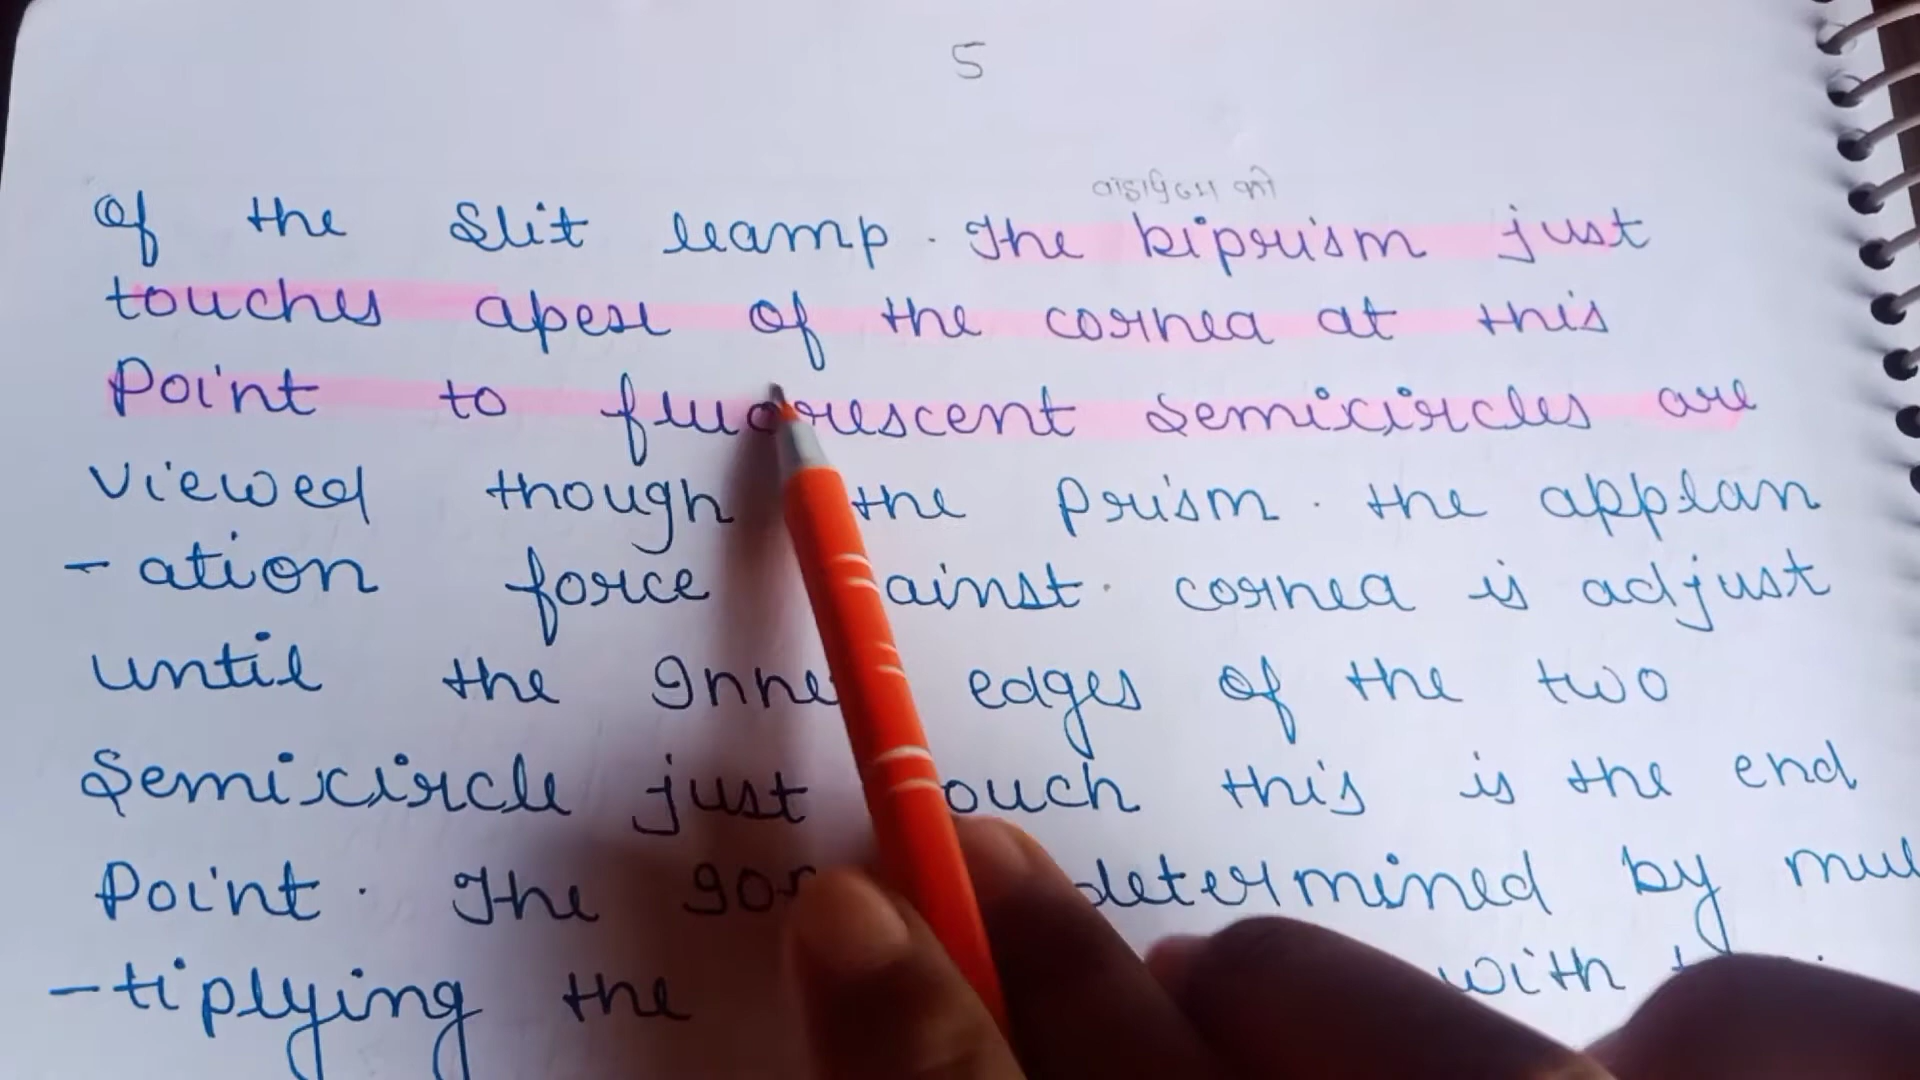 5
of the Slit leamp. The biprism just
touches apex of the cornea at this
Point to fluorescent Semicircles are
viewed though the Prism. the applan
-ation force ainst cornea is adjust
until the Inne edges of the two
Semicircle just ouch this is the end
Point. The determined by mul
-tiplying the with